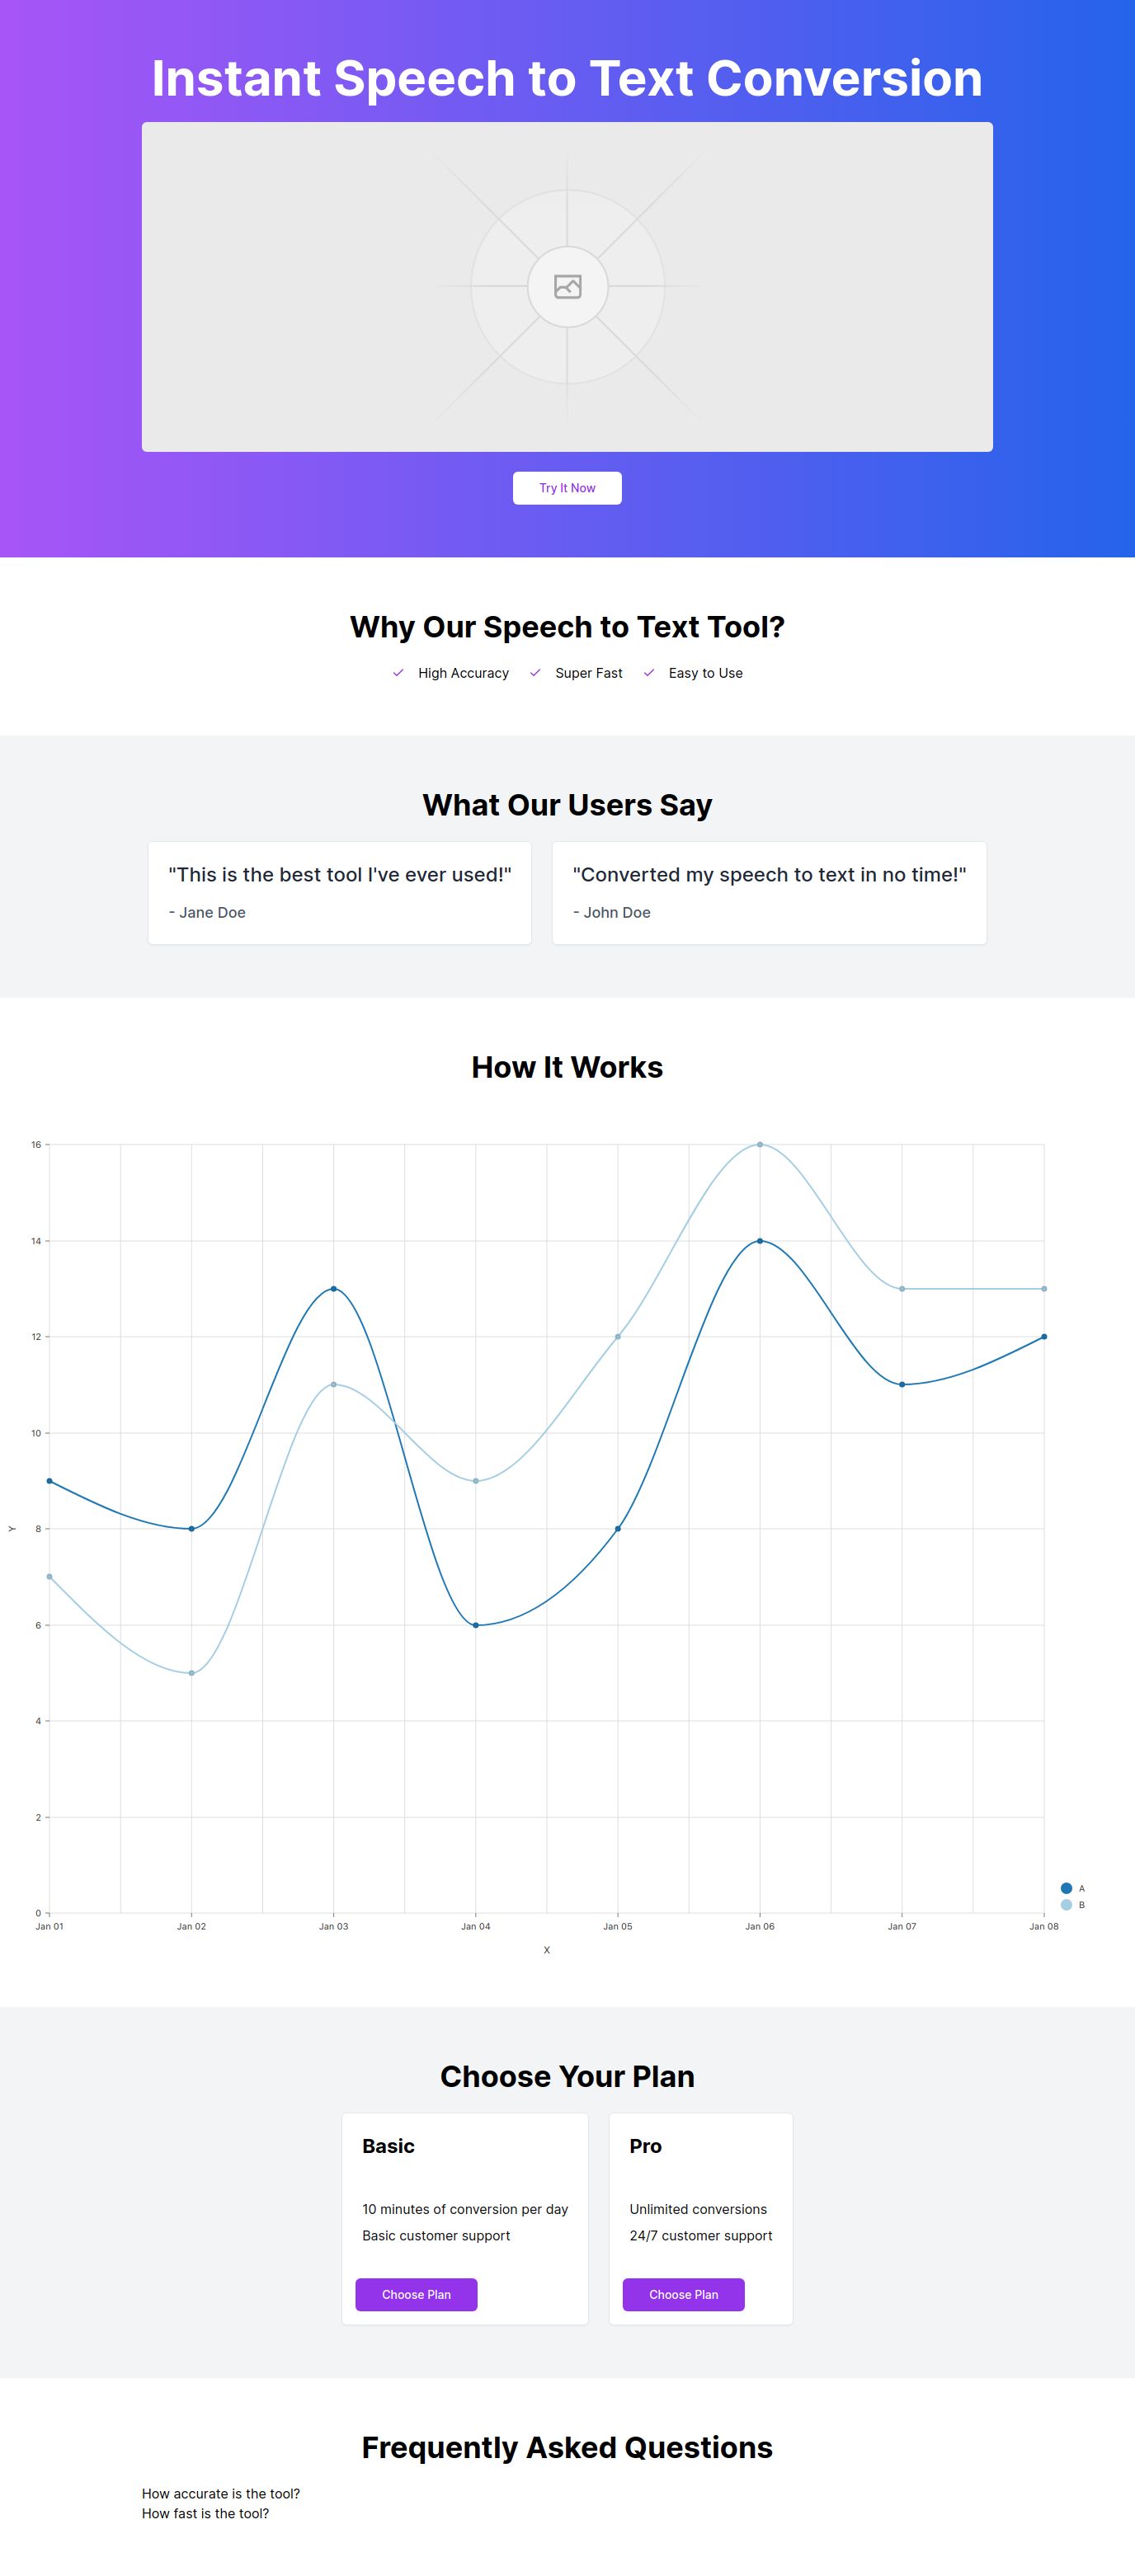 Instant Speech to Text Conversion
Try It Now
Why Our Speech to Text Tool?
High Accuracy Super Fast Easy to Use
What Our Users Say
"This is the best tool I've ever used!"
- Jane Doe
"Converted my speech to text in no time!"
- John Doe
How It Works
16
14
12
10
8
Y
6
4
2
0
A
B
Jan 01 Jan 02 Jan 03 Jan 04 Jan 05 Jan 06 Jan 07 Jan 08
X
Choose Your Plan
Basic
10 minutes of conversion per day
Basic customer support
Choose Plan
Pro
Unlimited conversions
24/7 customer support
Choose Plan
Frequently Asked Questions
How accurate is the tool?
How fast is the tool?